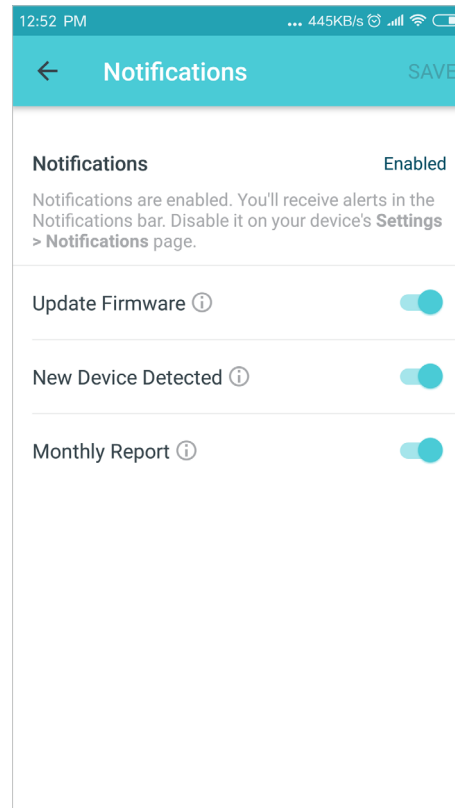 12:52 PM ... 445KB/s
Notifications SAVE
Notifications Enabled
Notifications are enabled. You'll receive alerts in the
Notifications bar. Disable it on your device's Settings
> Notifications page.
Update Firmware
New Device Detected
Monthly Report